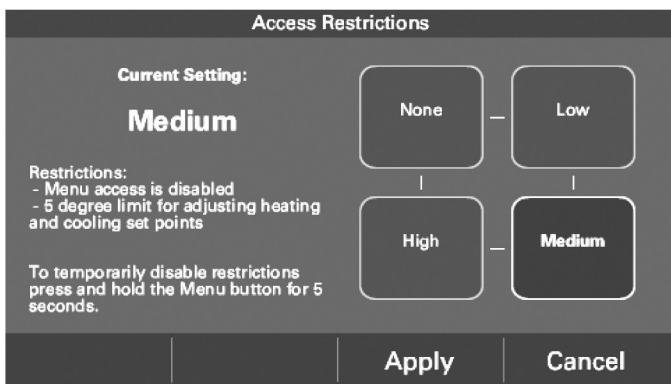 Access Restrictions
Current Setting:
Medium
Restrictions:
- Menu access is disabled
- 5 degree limit for adjusting heating
and cooling set points
To temporarily disable restrictions
press and hold the Menu button for 5
seconds.
None
Low
High
Medium
Apply
Cancel